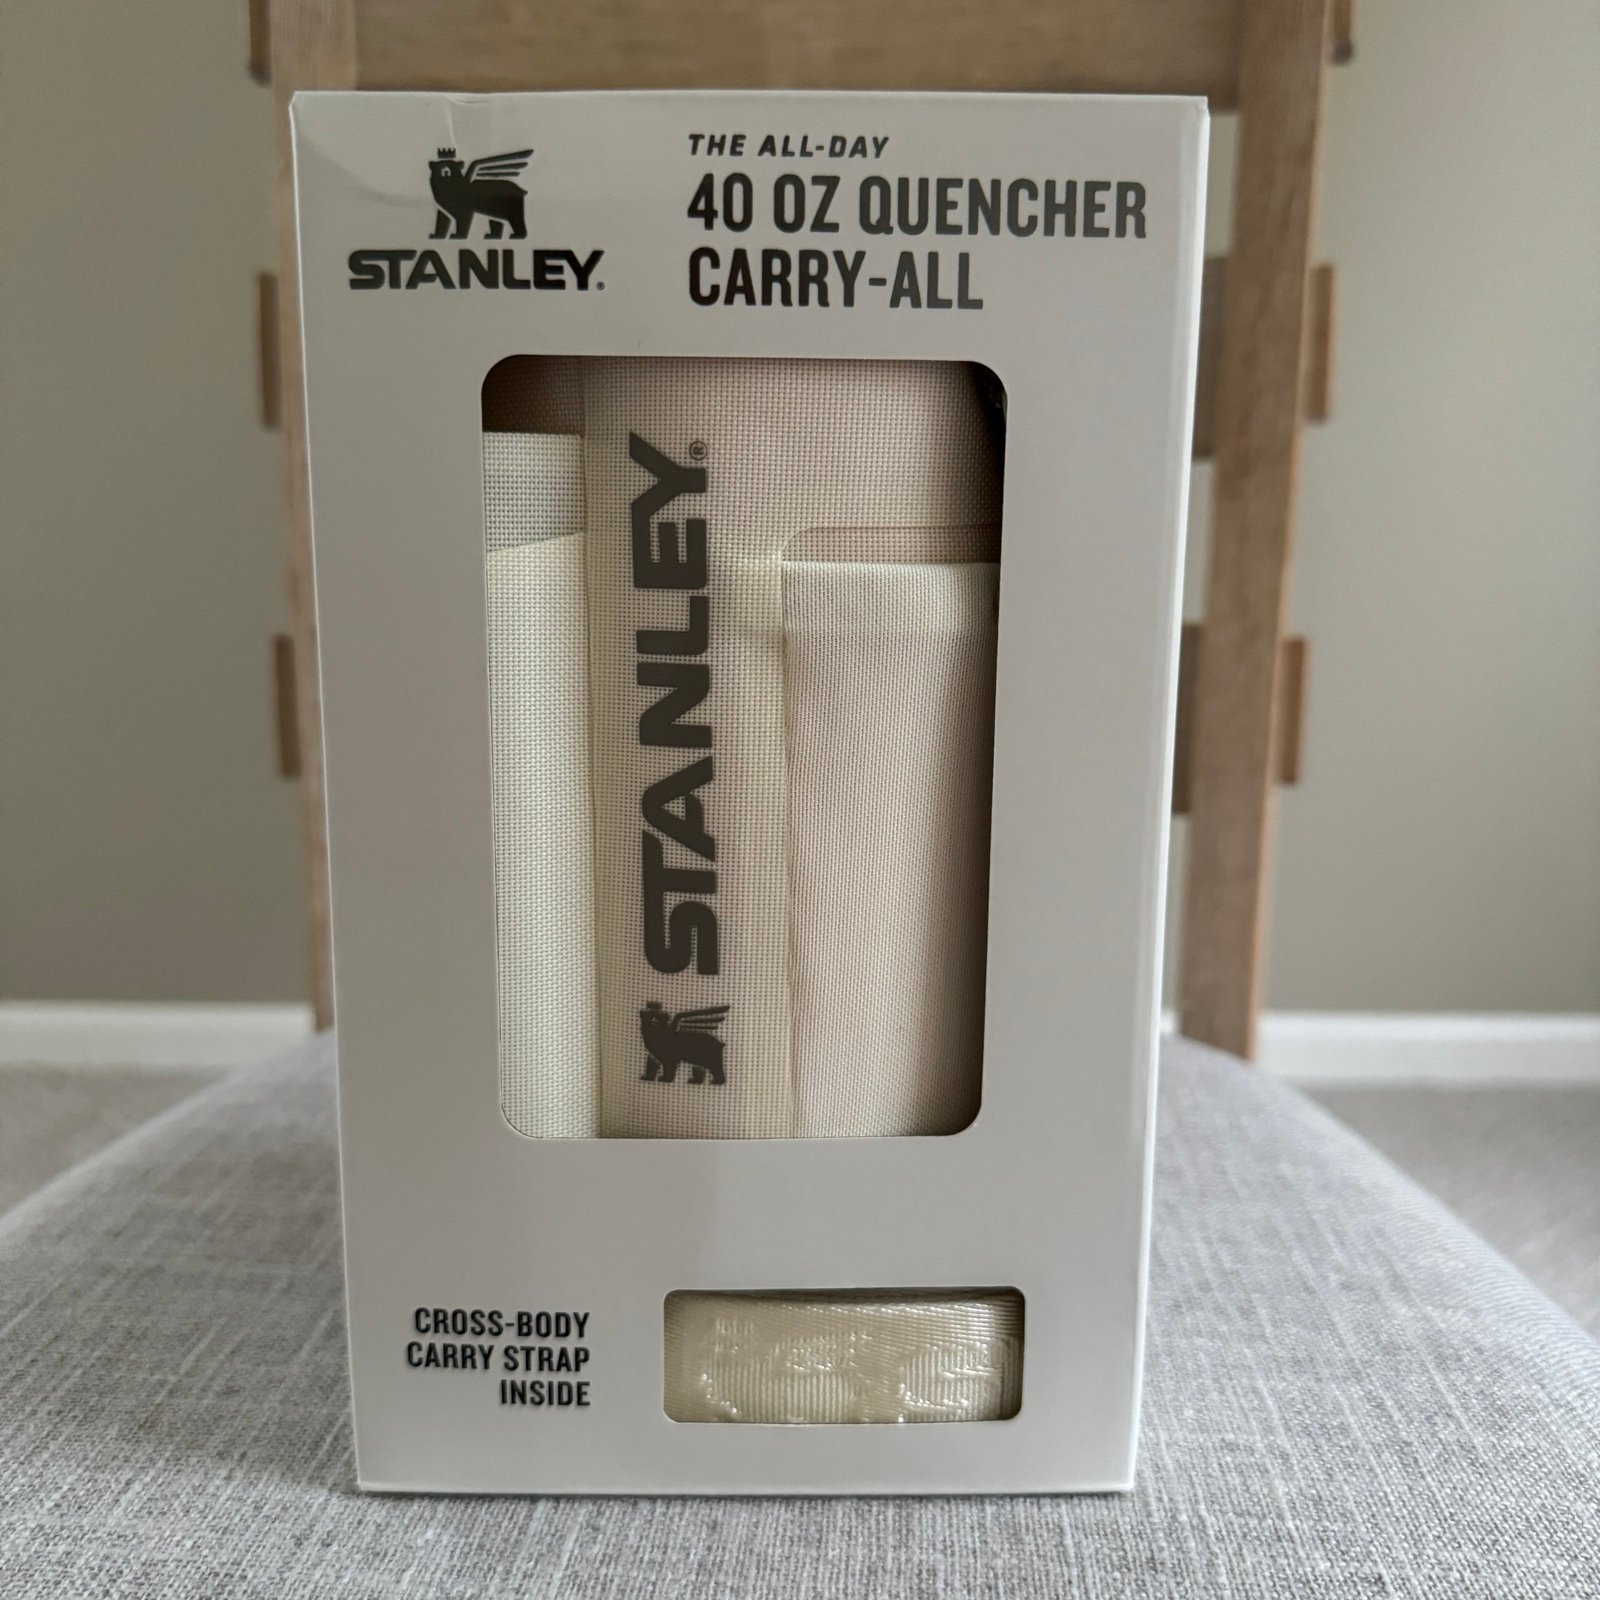 STANLEY.
THE ALL-DAY
40 OZ QUENCHER
CARRY-ALL
STANLEY®
CROSS-BODY
CARRY STRAP
INSIDE